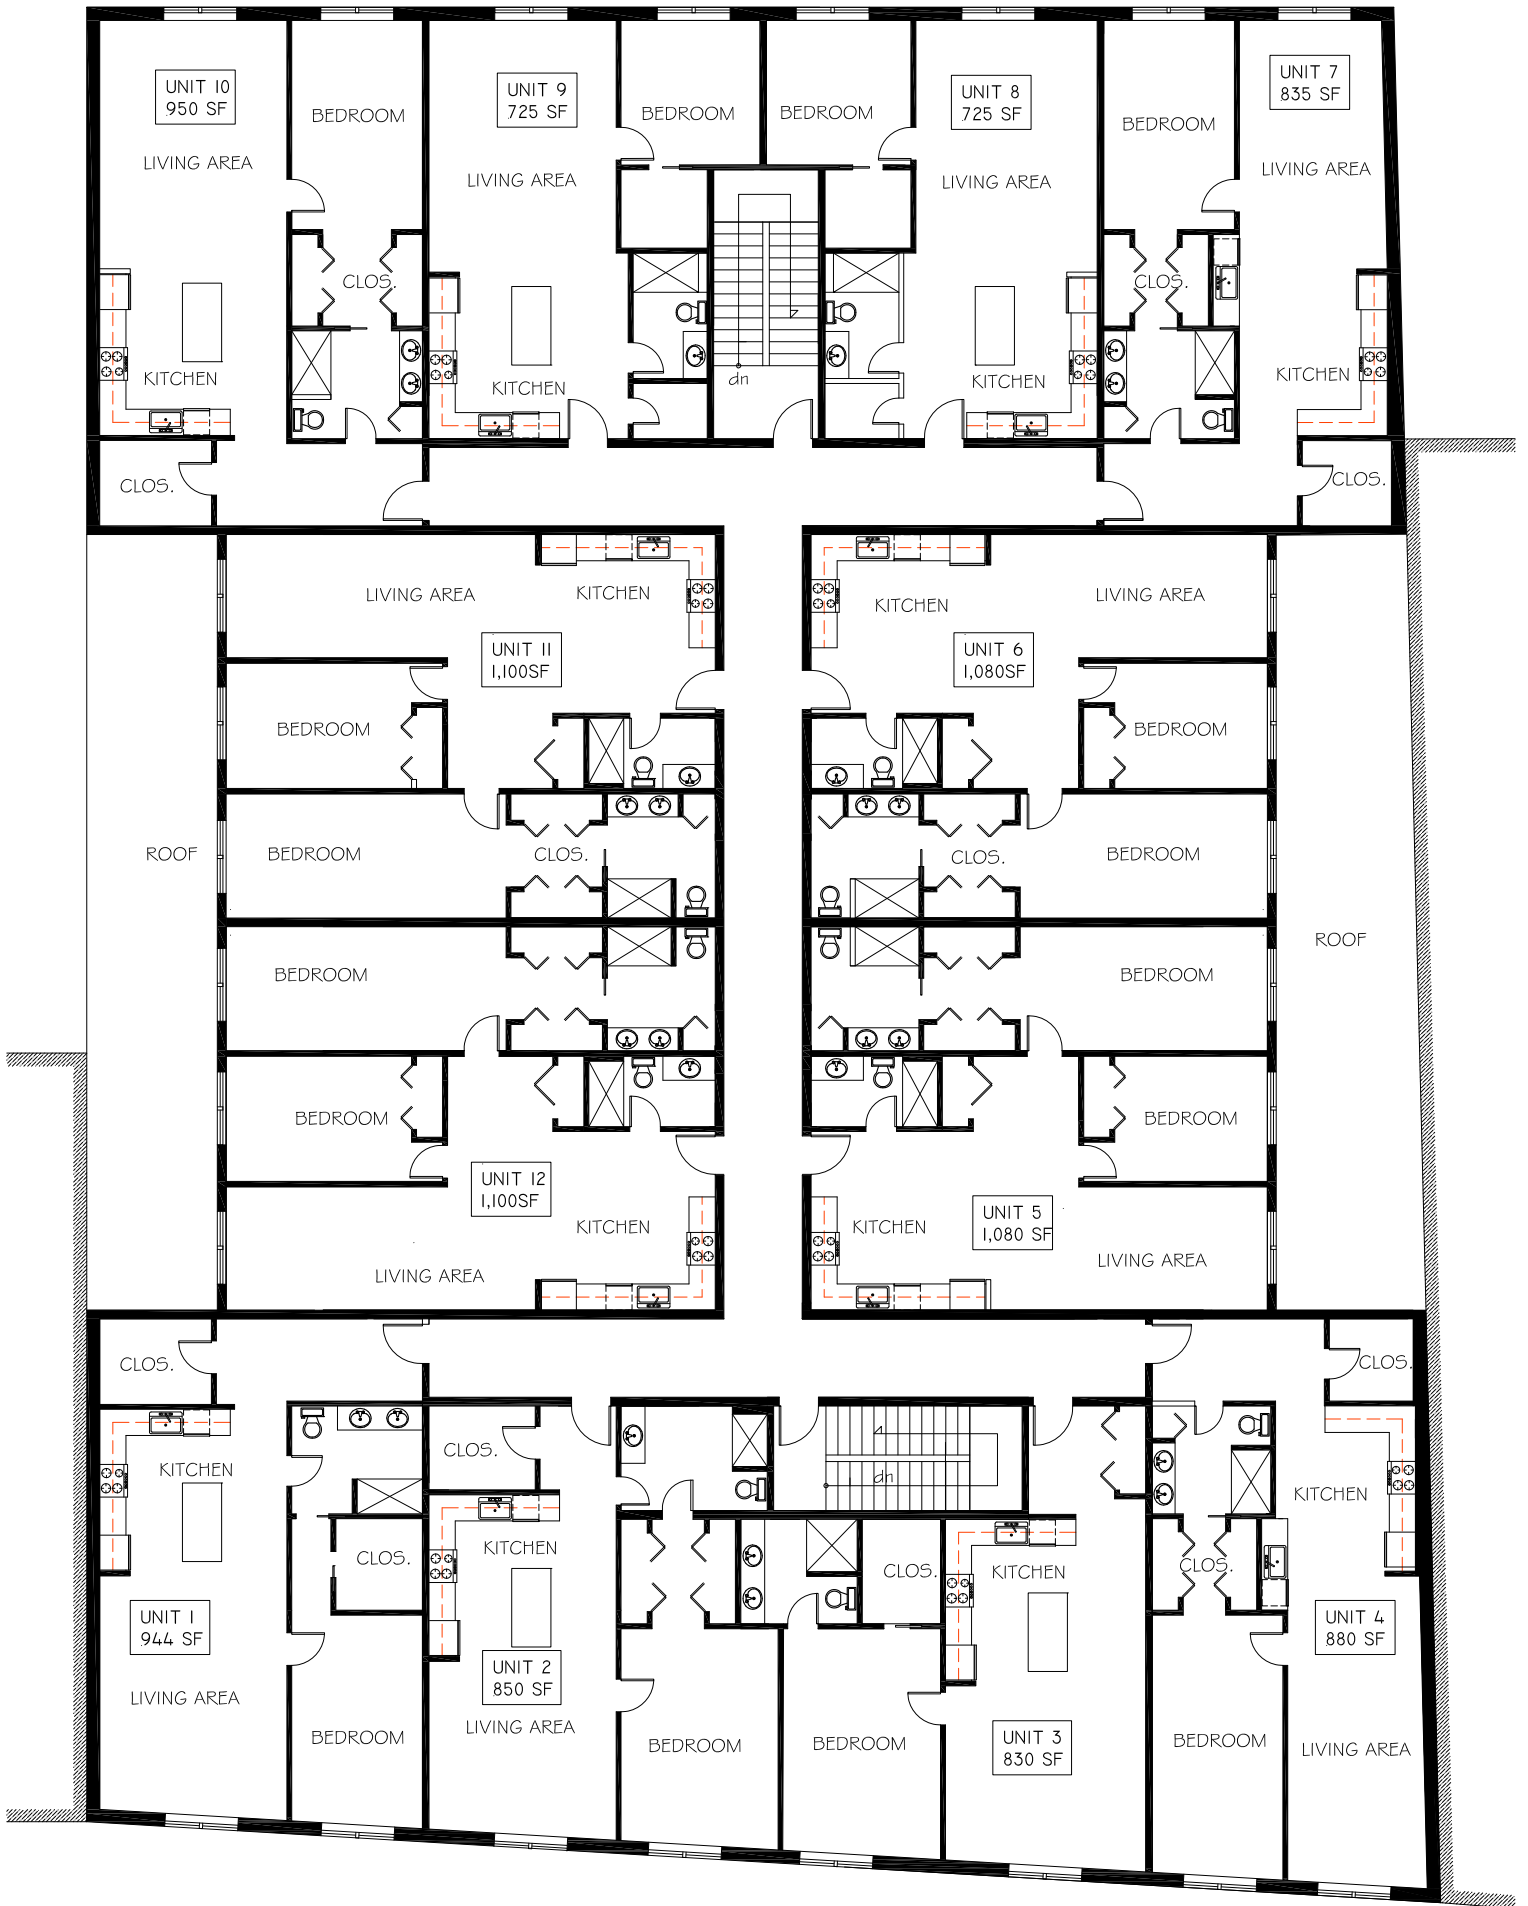 UNIT 10
950 SF
BEDROOM
LIVING AREA
CLOS.
KITCHEN
CLOS.
UNIT 9
725 SF
BEDROOM
LIVING AREA
KITCHEN
dn
BEDROOM
UNIT 8
725 SF
LIVING AREA
KITCHEN
UNIT 7
835 SF
BEDROOM
LIVING AREA
CLOS.
KITCHEN
CLOS.
LIVING AREA
KITCHEN
UNIT 11
1,100SF
BEDROOM
ROOF
BEDROOM
CLOS.
KITCHEN
LIVING AREA
UNIT 6
1,080SF
BEDROOM
CLOS.
BEDROOM
ROOF
BEDROOM
BEDROOM
UNIT 12
1,100SF
KITCHEN
LIVING AREA
BEDROOM
BEDROOM
UNIT 5
1,080 SF
KITCHEN
LIVING AREA
CLOS.
KITCHEN
CLOS.
UNIT 1
944 SF
LIVING AREA
BEDROOM
CLOS.
KITCHEN
UNIT 2
850 SF
LIVING AREA
BEDROOM
dn
CLOS.
KITCHEN
BEDROOM
UNIT 3
830 SF
CLOS.
KITCHEN
CLOS.
UNIT 4
880 SF
BEDROOM
LIVING AREA